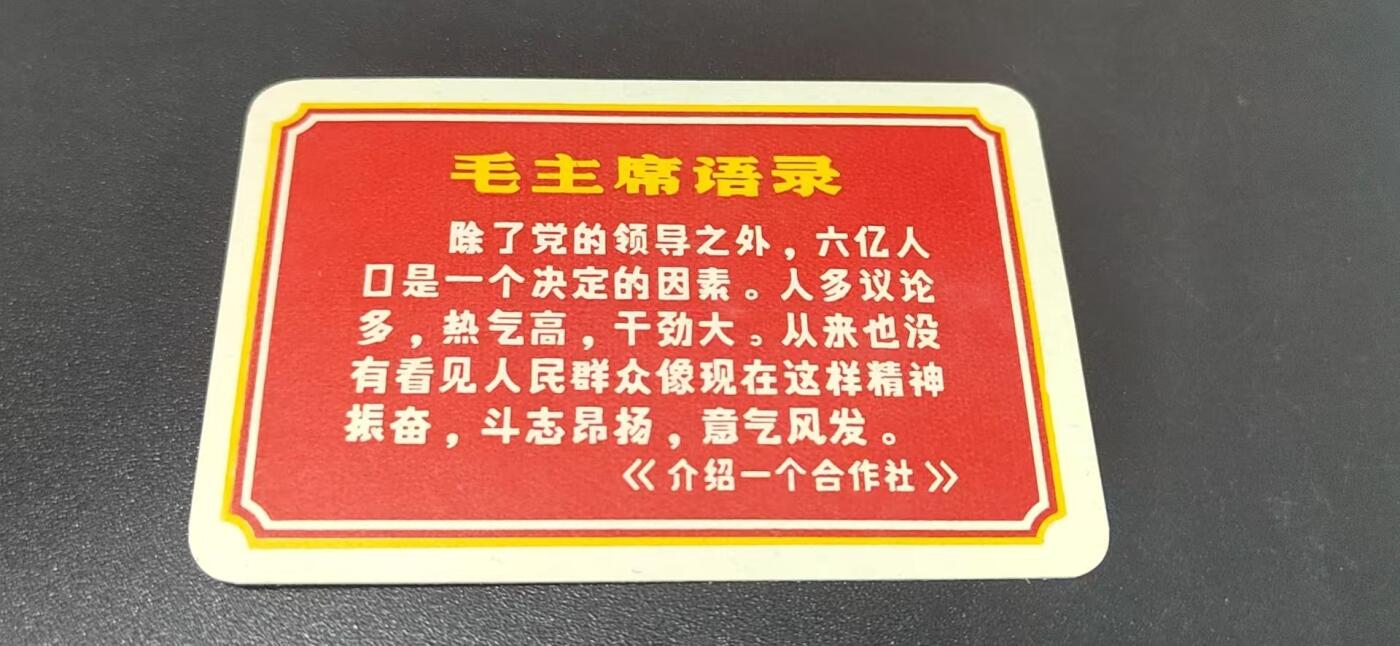 毛主席语录
除了党的领导之外，六亿人
口是一个决定的因素。人多议论
多，热气高，干劲大。从来也没
有看见人民群众像现在这样精神
振奋，斗志昂扬，意气风发。
《介绍一个合作社》